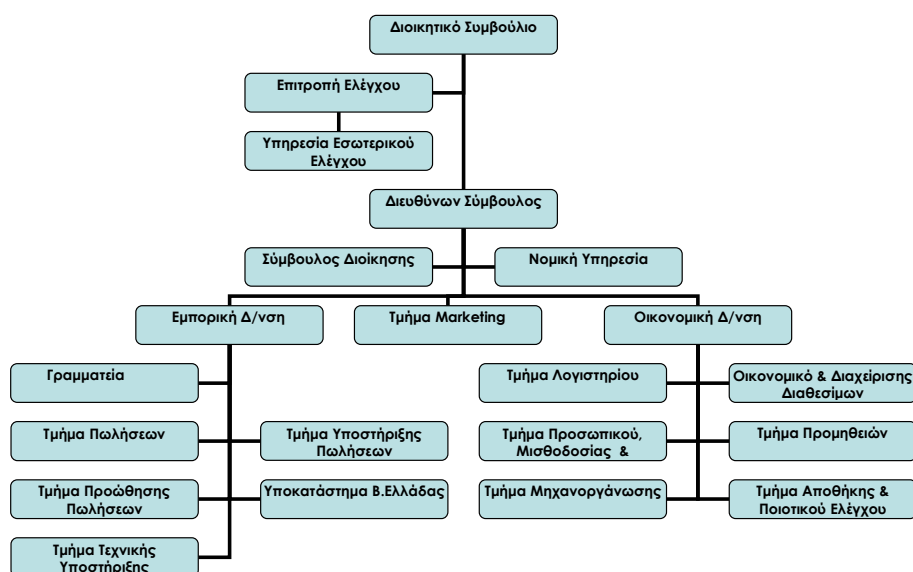 Διοικητικό Συμβούλιο
Επιτροπή Ελέγχου
Υπηρεσία Εσωτερικού
Ελέγχου
Διευθύνων Σύμβουλος
Σύμβουλος Διοίκησης
Νομική Υπηρεσία
Εμπορική Δ/νση
Τμήμα Marketing
Οικονομική Δ/νση
Γραμματεία
Τμήμα Λογιστηρίου
Οικονομικό & Διαχείρισης
Διαθεσίμων
Τμήμα Πωλήσεων
Τμήμα Υποστήριξης
Πωλήσεων
Τμήμα Προσωπικού,
Μισθοδοσίας &
Τμήμα Προμηθειών
Τμήμα Προώθησης
Πωλήσεων
Υποκατάστημα Β.Ελλάδας
Τμήμα Μηχανοργάνωσης
Τμήμα Αποθήκης &
Ποιοτικού Ελέγχου
Τμήμα Τεχνικής
Υποστήριξης